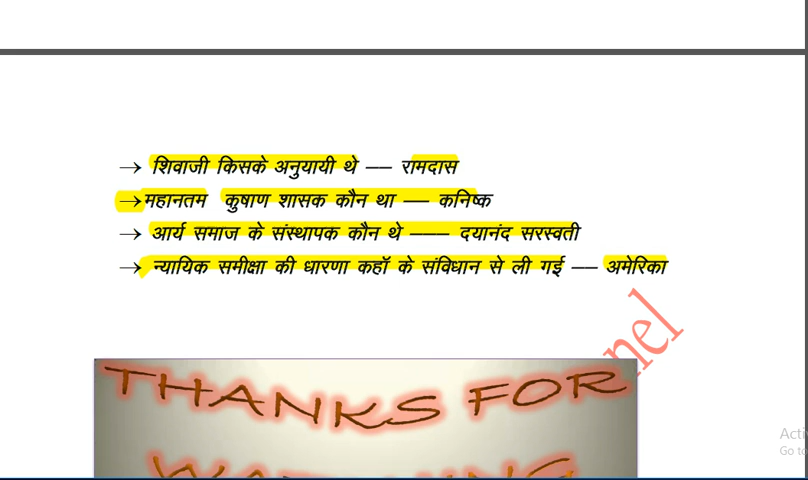 → शिवाजी किसके अनुयायी थे –– रामदास
→महानतम कुषाण शासक कौन था –– कनिष्क
→ आर्य समाज के संस्थापक कौन थे ––– दयानंद सरस्वती
→ न्यायिक समीक्षा की धारणा कहॉ के संविधान से ली गई –– अमेरिका
THANKS FOR